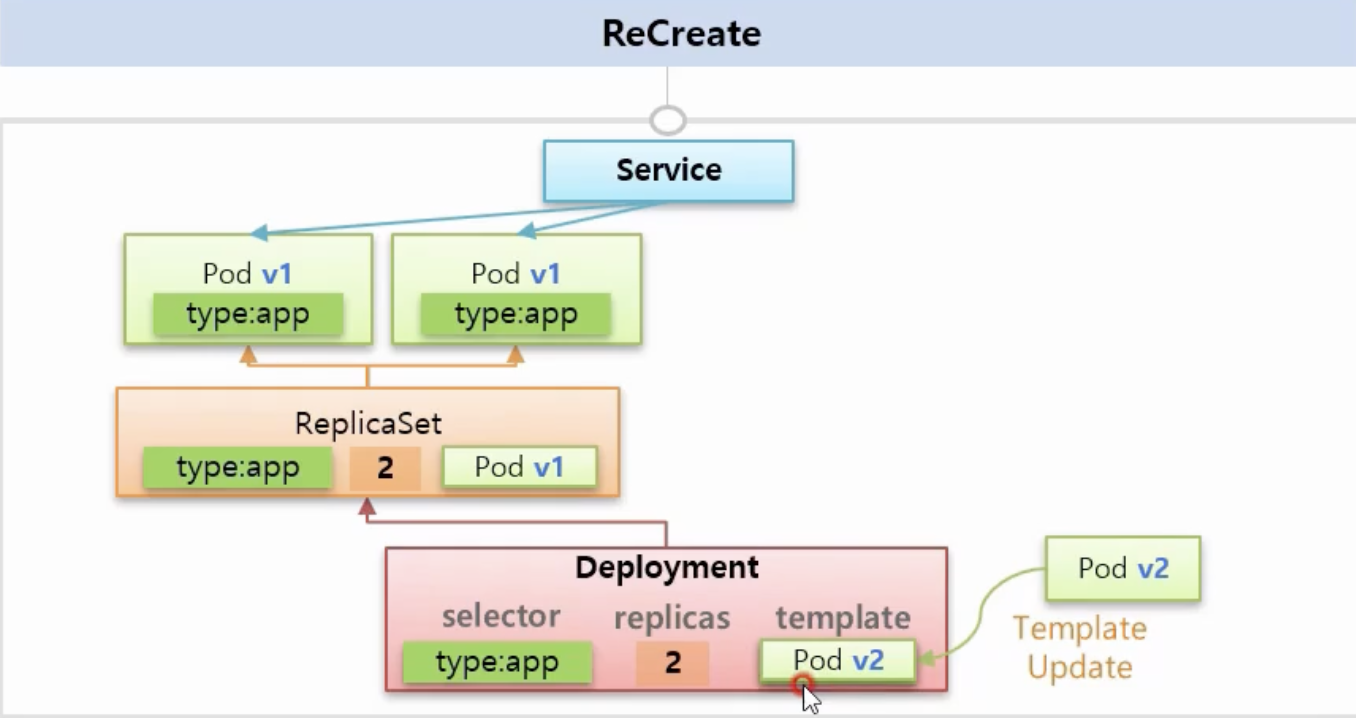 ReCreate
Service
Pod v1
type:app
Pod v1
type:app
ReplicaSet
type:app 2 Pod v1
Deployment
selector replicas template
type:app 2 Pod v2
Pod v2
Template
Update